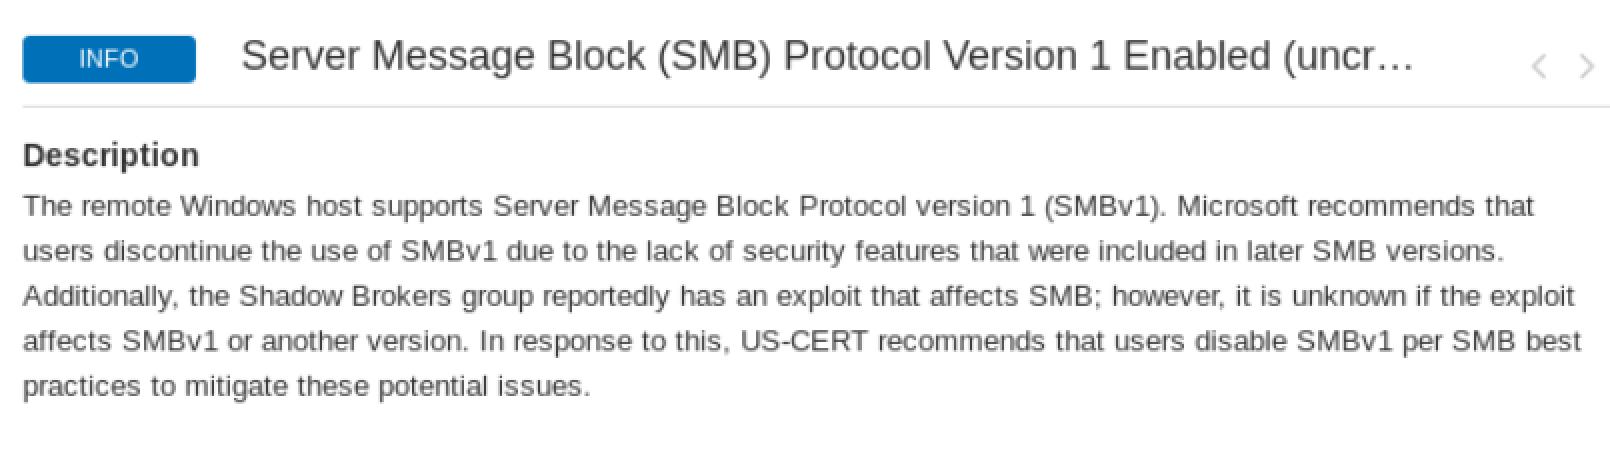 INFO
Server Message Block (SMB) Protocol Version 1 Enabled (uncr…
Description
The remote Windows host supports Server Message Block Protocol version 1 (SMBv1). Microsoft recommends that
users discontinue the use of SMBv1 due to the lack of security features that were included in later SMB versions.
Additionally, the Shadow Brokers group reportedly has an exploit that affects SMB; however, it is unknown if the exploit
affects SMBv1 or another version. In response to this, US-CERT recommends that users disable SMBv1 per SMB best
practices to mitigate these potential issues.